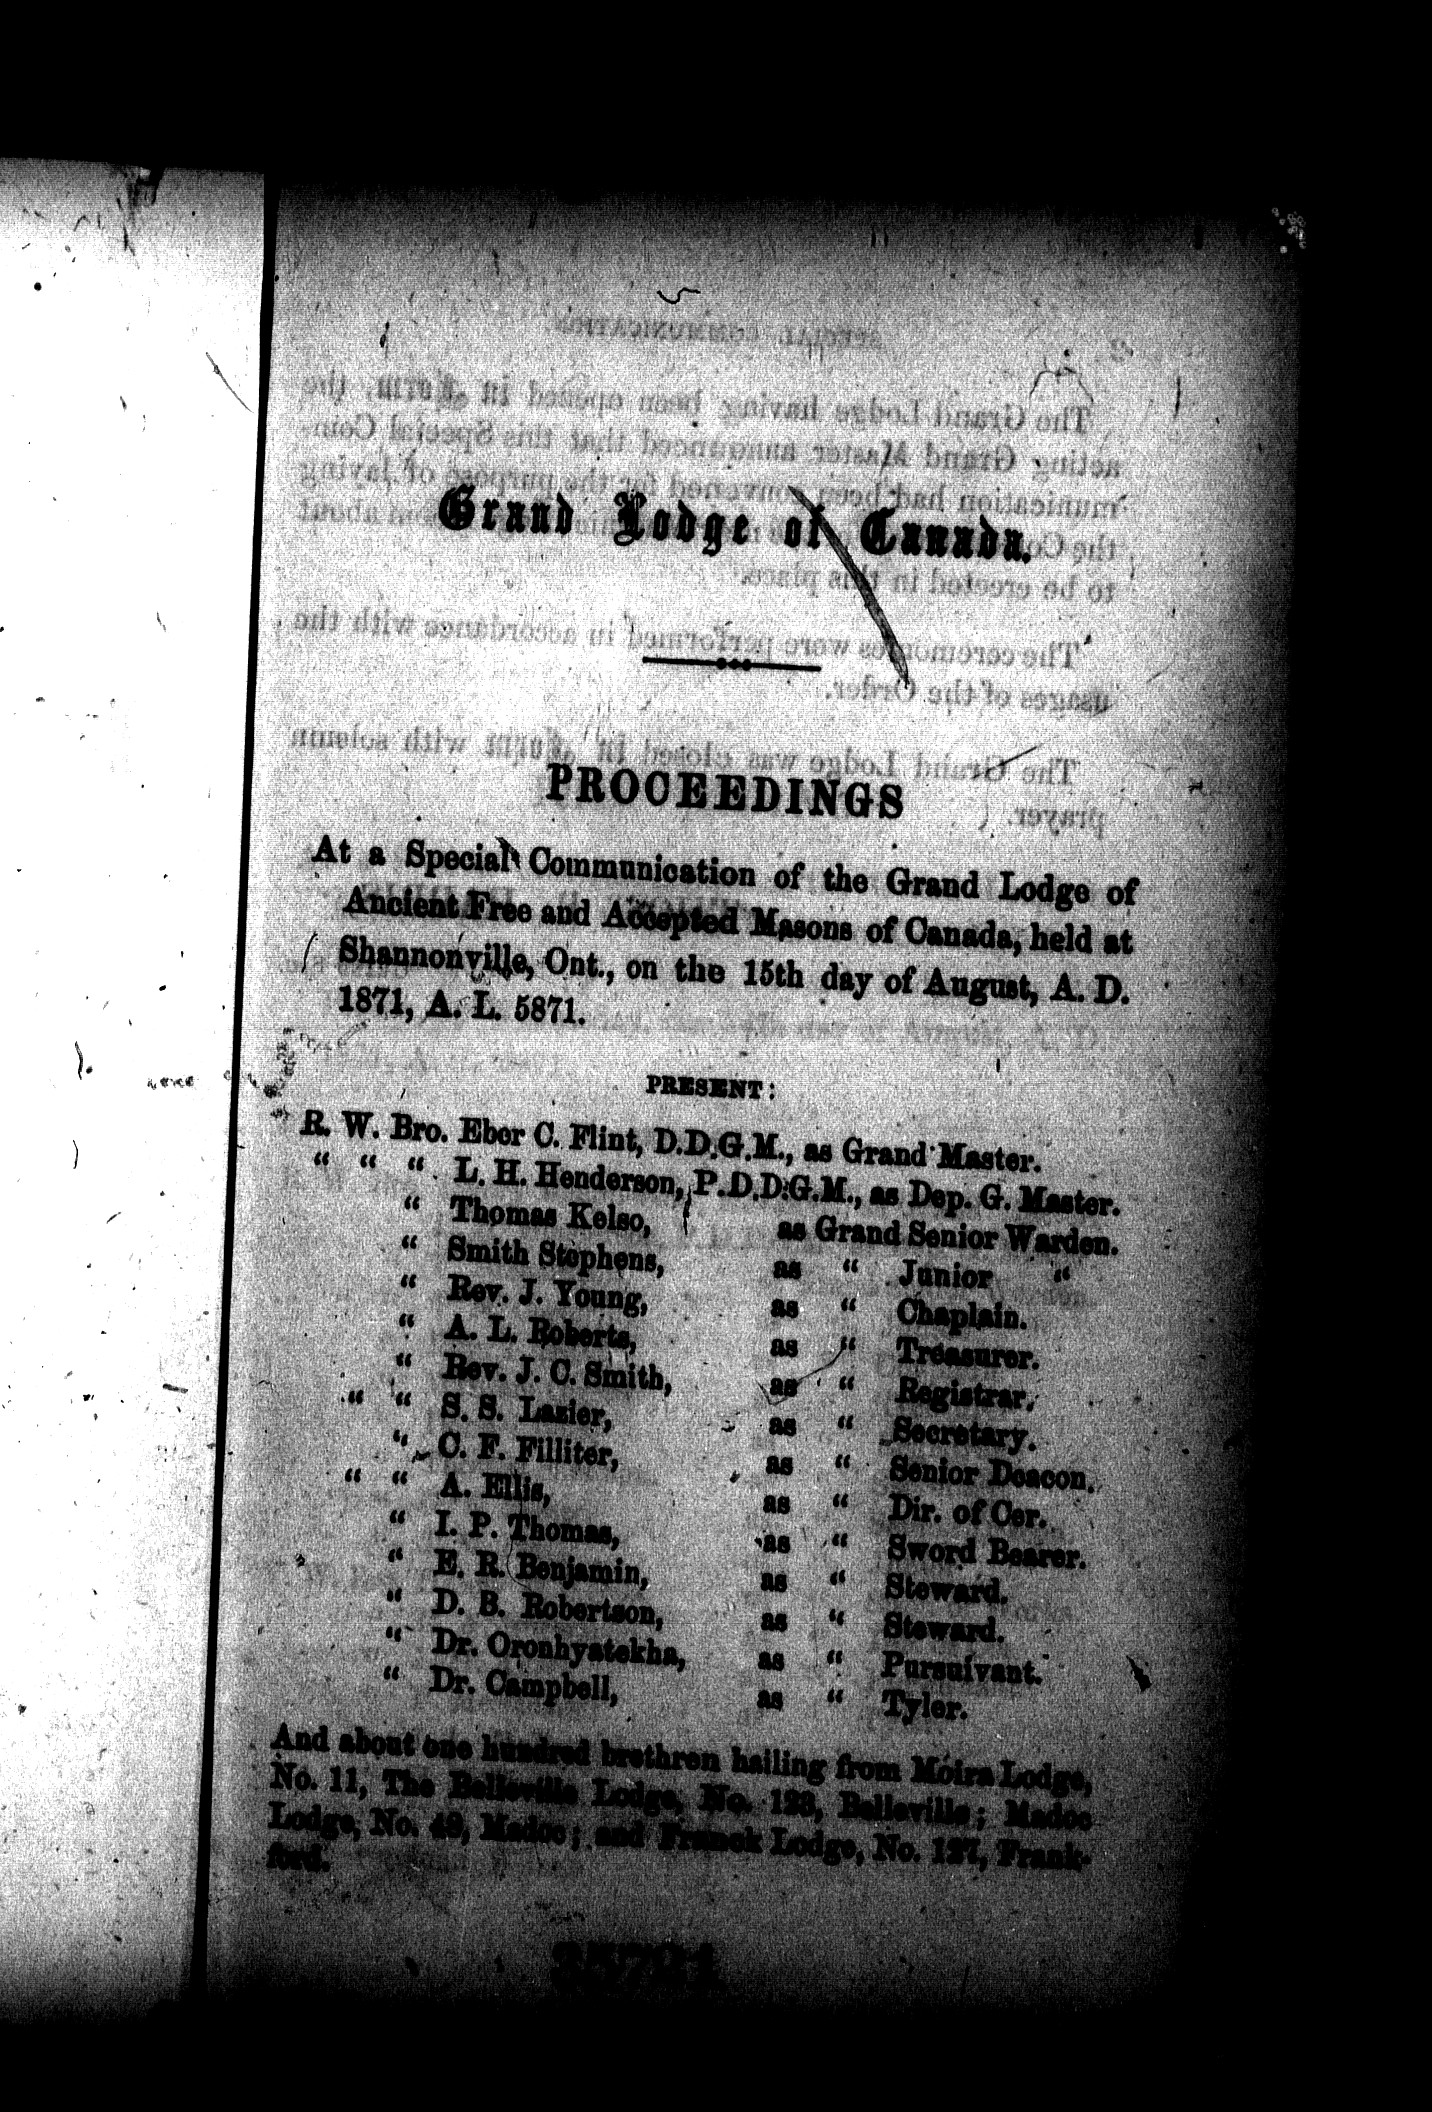 Grand Lodge of Canada.
PROCEEDINGS
At a Special Communication of the Grand Lodge of
Ancient Free and Accepted Masons of Canada, held at
Shannonville, Ont., on the 15th day of August, A. D.
1871, A. L. 5871.
PRESENT:
R. W. Bro. Eber C. Flint, D.D.G.M., as Grand Master.
" " " L. H. Henderson, P.D.D.G.M., as Dep. G. Master.
" Thomas Kelso, as Grand Senior Warden.
" Smith Stephens, as " Junior "
" Rev. J. Young, as " Chaplain.
" A. L. Roberts, as " Treasurer.
" Rev. J. C. Smith, as " Registrar.
" " S. S. Lazier, as " Secretary.
" C. F. Filliter, as " Senior Deacon.
" " A. Ellis, as " Dir. of Cer.
" I. P. Thomas, as " Sword Bearer.
" E. R. Benjamin, as " Steward.
" D. B. Robertson, as " Steward.
" Dr. Oronhyatekha, as " Pursuivant.
" Dr. Campbell, as " Tyler.
And about one hundred brethren hailing from Moira Lodge,
No. 11, The Belleville Lodge, No. 123, Belleville; Madoc
Lodge, No. 48, Madoc; and Franck Lodge, No. 127, Frank-
ford.